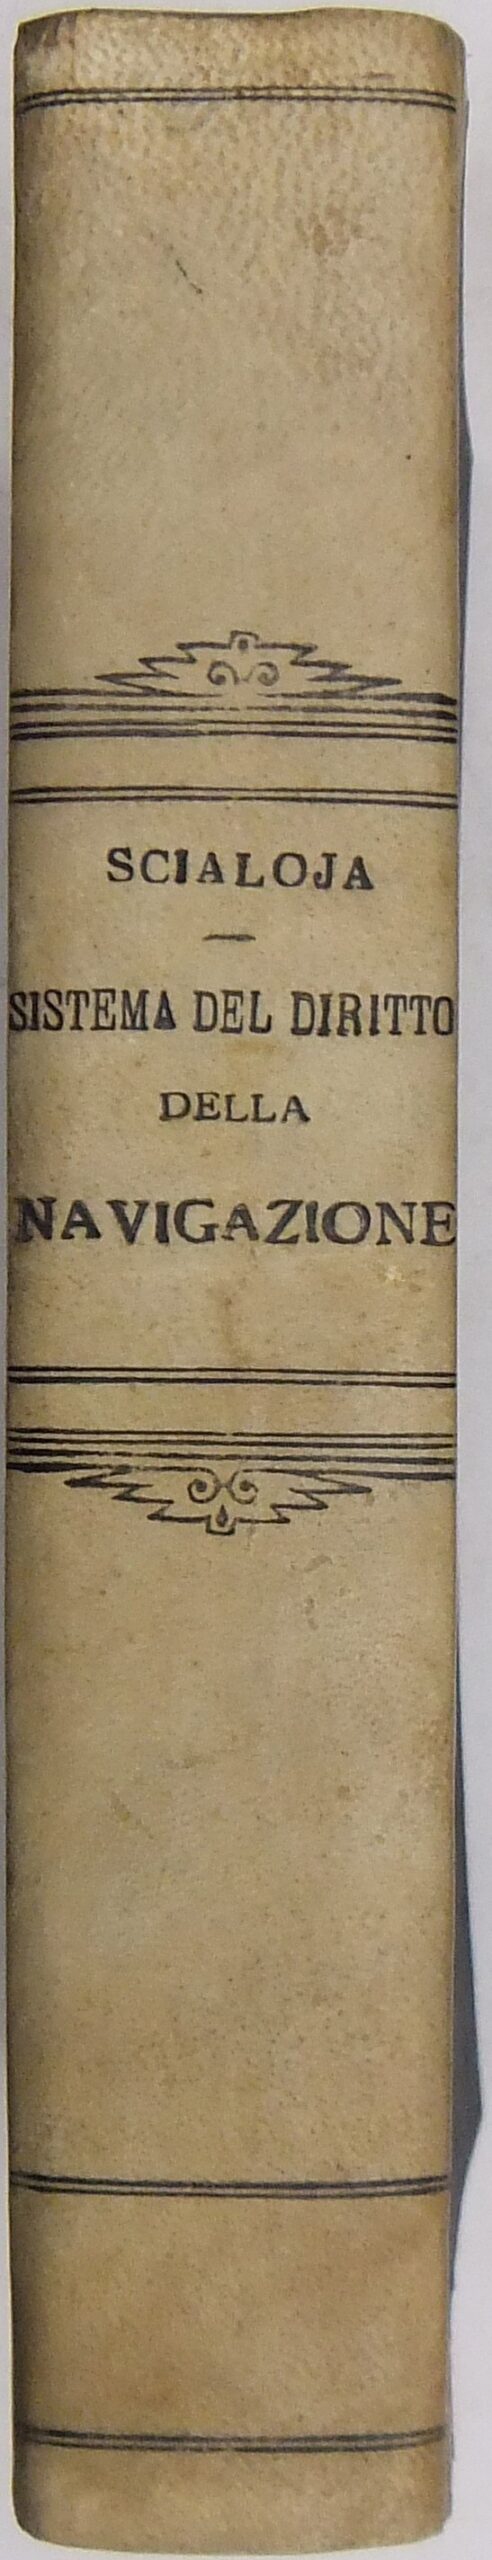 SCIALOJA
SISTEMA DEL DIRITTO
DELLA
NAVIGAZIONE